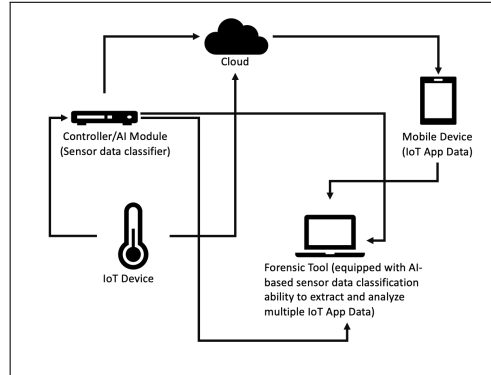 Cloud
Controller/AI Module
(Sensor data classifier)
Mobile Device
(IoT App Data)
IoT Device
Forensic Tool (equipped with AI-
based sensor data classification
ability to extract and analyze
multiple IoT App Data)